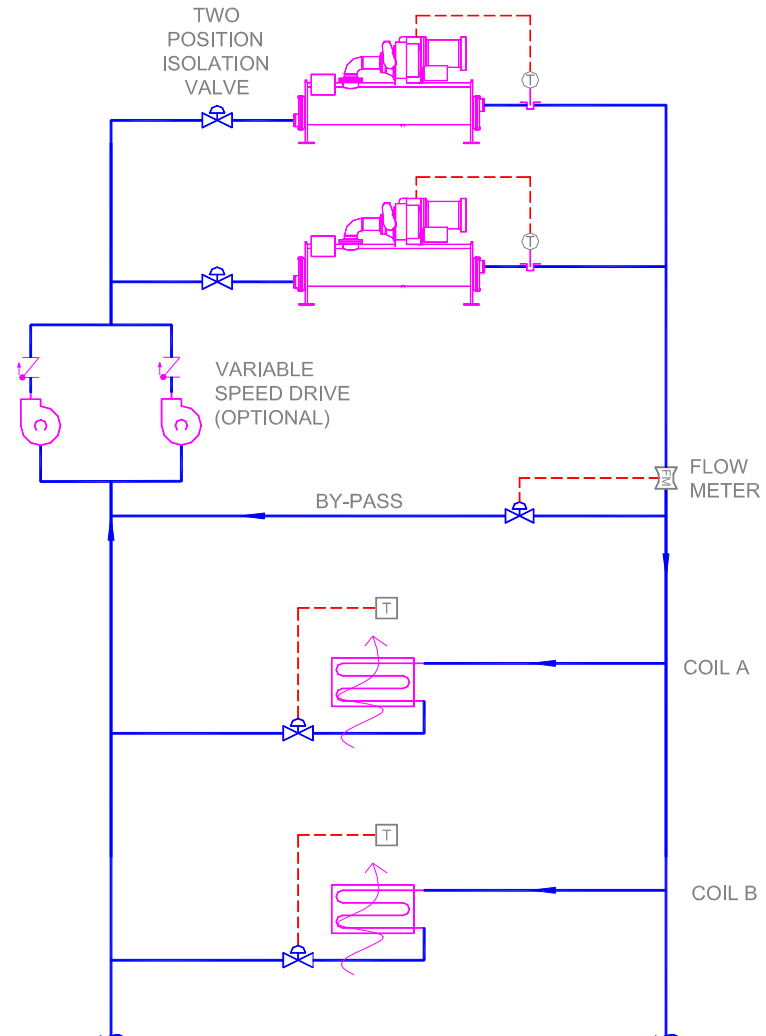 TWO
POSITION
ISOLATION
VALVE
T
T
VARIABLE
SPEED DRIVE
(OPTIONAL)
FLOW
METER
FM
BY-PASS
T
COIL A
T
COIL B